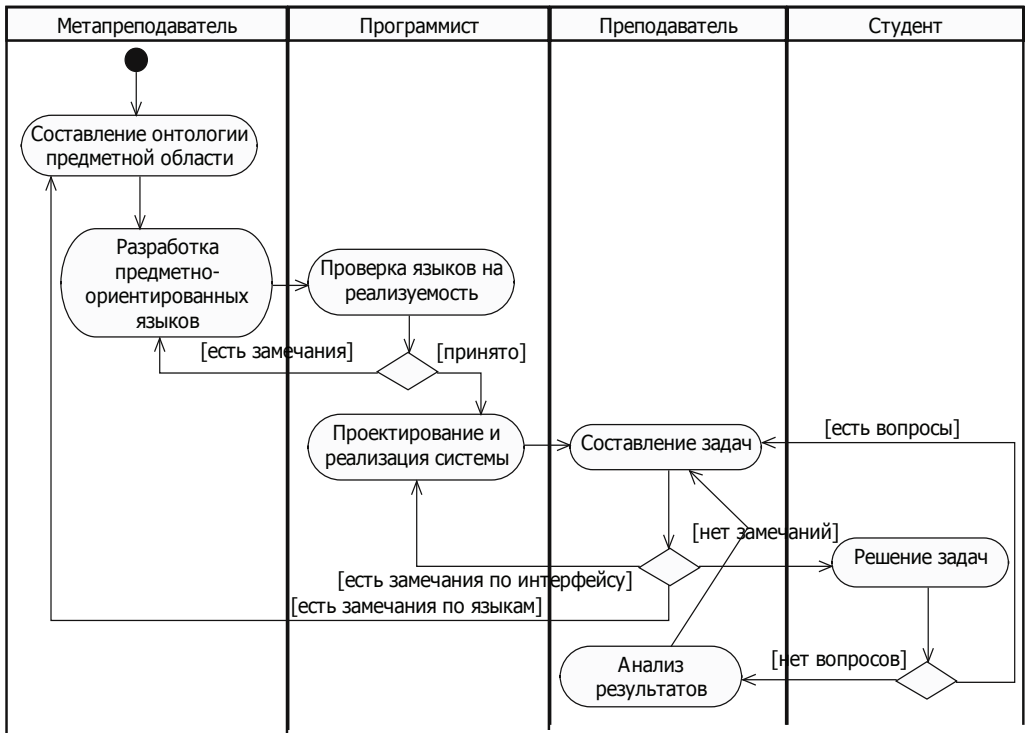 Метапреподаватель
Программист
Преподаватель
Студент
Составление онтологии
предметной области
Разработка
предметно-
ориентированных
языков
Проверка языков на
реализуемость
[есть замечания]
[принято]
Проектирование и
реализация системы
Составление задач
[есть вопросы]
[нет замечаний]
Решение задач
[есть замечания по интерфейсу]
[есть замечания по языкам]
[нет вопросов]
Анализ
результатов